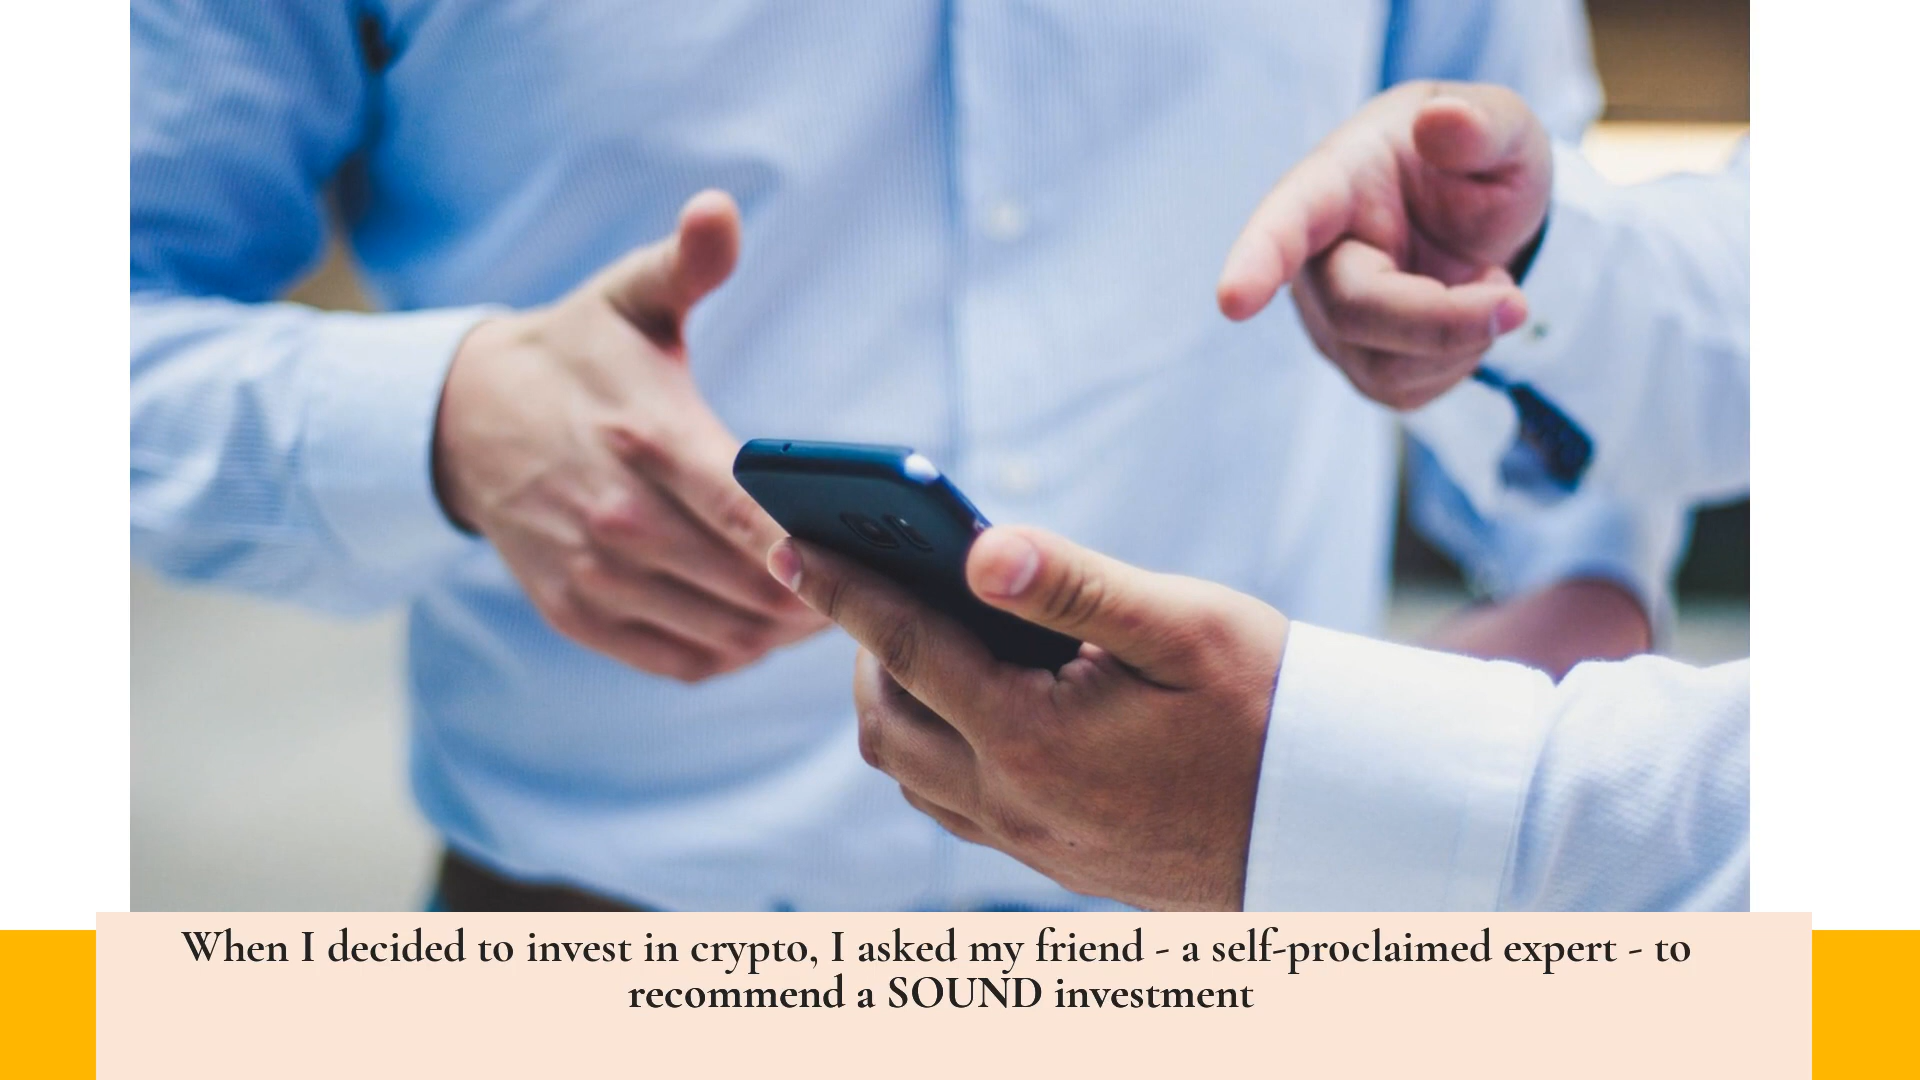 When I decided to invest in crypto, I asked my friend - a self-proclaimed expert - to
recommend a SOUND investment